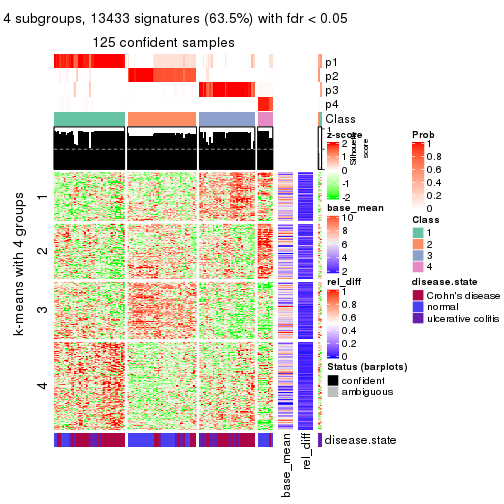 4 subgroups, 13433 signatures (63.5%) with fdr < 0.05
125 confident samples
p1
p2
p3
p4
Class
1
Silhouette
score
k-means with 4 groups
1
2
3
4
z-score
2
1
0
-1
-2
base_mean
10
8
6
4
2
rel_diff
1
0.8
0.6
0.4
0.2
0
Status (barplots)
confident
ambiguous
Prob
1
0.8
0.6
0.4
0.2
0
Class
1
2
3
4
disease.state
Crohn's disease
normal
ulcerative colitis
disease.state
base_mean
rel_diff